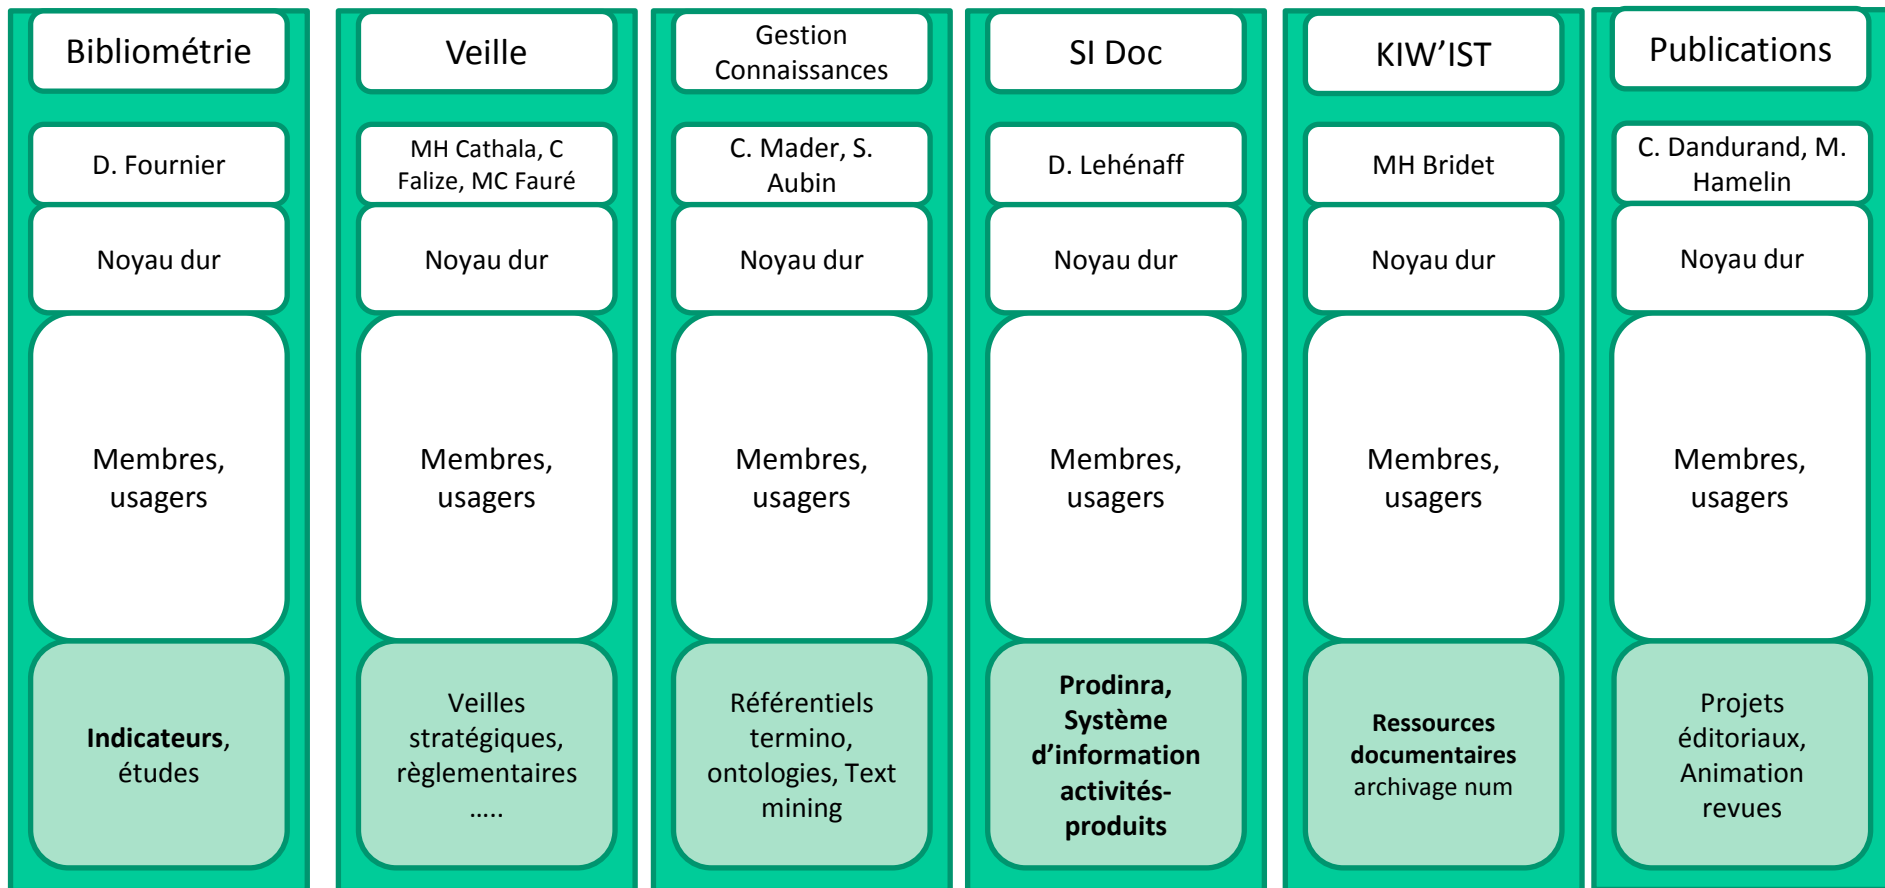 Bibliométrie
D. Fournier
Noyau dur
Membres,
usagers
Indicateurs,
études
Veille
MH Cathala, C
Falize, MC Fauré
Noyau dur
Membres,
usagers
Veilles
stratégiques,
règlementaires
…..
Gestion
Connaissances
C. Mader, S.
Aubin
Noyau dur
Membres,
usagers
Référentiels
termino,
ontologies, Text
mining
SI Doc
D. Lehénaff
Noyau dur
Membres,
usagers
Prodinra,
Système
d’information
activités-
produits
KIW’IST
MH Bridet
Noyau dur
Membres,
usagers
Ressources
documentaires
archivage num
Publications
C. Dandurand, M.
Hamelin
Noyau dur
Membres,
usagers
Projets
éditoriaux,
Animation
revues